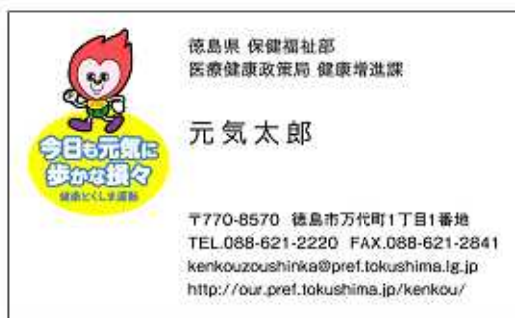 徳島県 保健福祉部
医療健康政策局 健康増進課
元気太郎
今日も元気に
歩かな損々
健康とくしま運動
〒770-8570 徳島市万代町1丁目1番地
TEL.088-621-2220 FAX.088-621-2841
kenkouzoushinka@pref.tokushima.lg.jp
http://our.pref.tokushima.jp/kenkou/